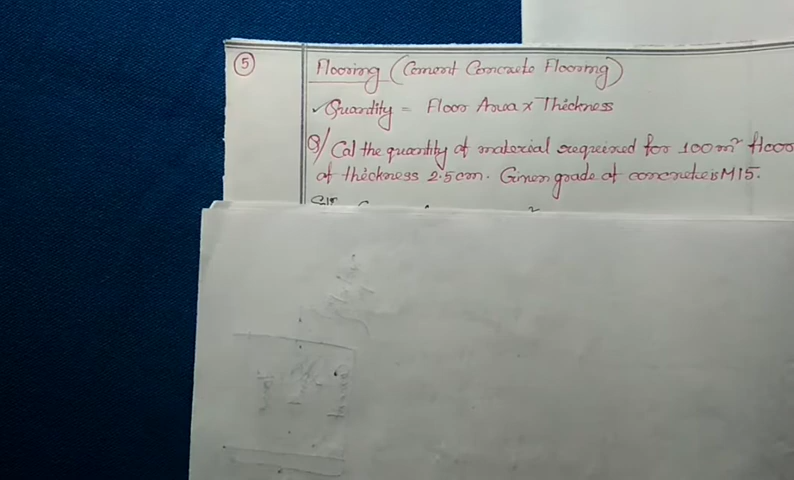 5
Flooring (Cement Concrete Flooring)
✓Quantity = Floor Area x Thickness
Q/ Cal the quantity of material required for 100m² floor
of thickness 2.5cm. Given grade of concrete is M15.
Solⁿ